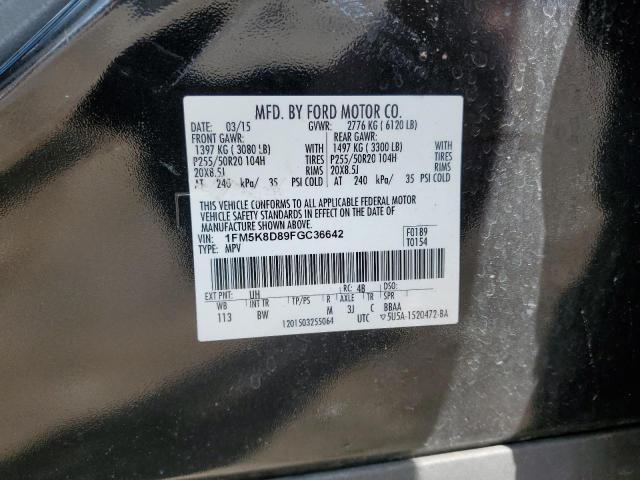 MFD. BY FORD MOTOR CO.
DATE: 03/15 GVWR: 2776 KG ( 6120 LB)
FRONT GAWR: REAR GAWR:
1397 KG ( 3080 LB) WITH 1497 KG ( 3300 LB) WITH
P255/50R20 104H TIRES P255/50R20 104H TIRES
20X8.5J RIMS 20X8.5J RIMS
AT 240 kPa/ 35 PSI COLD AT 240 kPa/ 35 PSI COLD
THIS VEHICLE CONFORMS TO ALL APPLICABLE FEDERAL MOTOR
VEHICLE SAFETY STANDARDS IN EFFECT ON THE DATE OF
MANUFACTURE SHOWN ABOVE.
VIN: 1FM5K8D89FGC36642 F0189
TYPE: MPV T0154
EXT PNT: UH RC: 48 DSO:
WB INT TR TP/PS R AXLE TR SPR
113 BW M 3J C BBAA
1201503255064 UTC ▽5U5A-1520472-BA